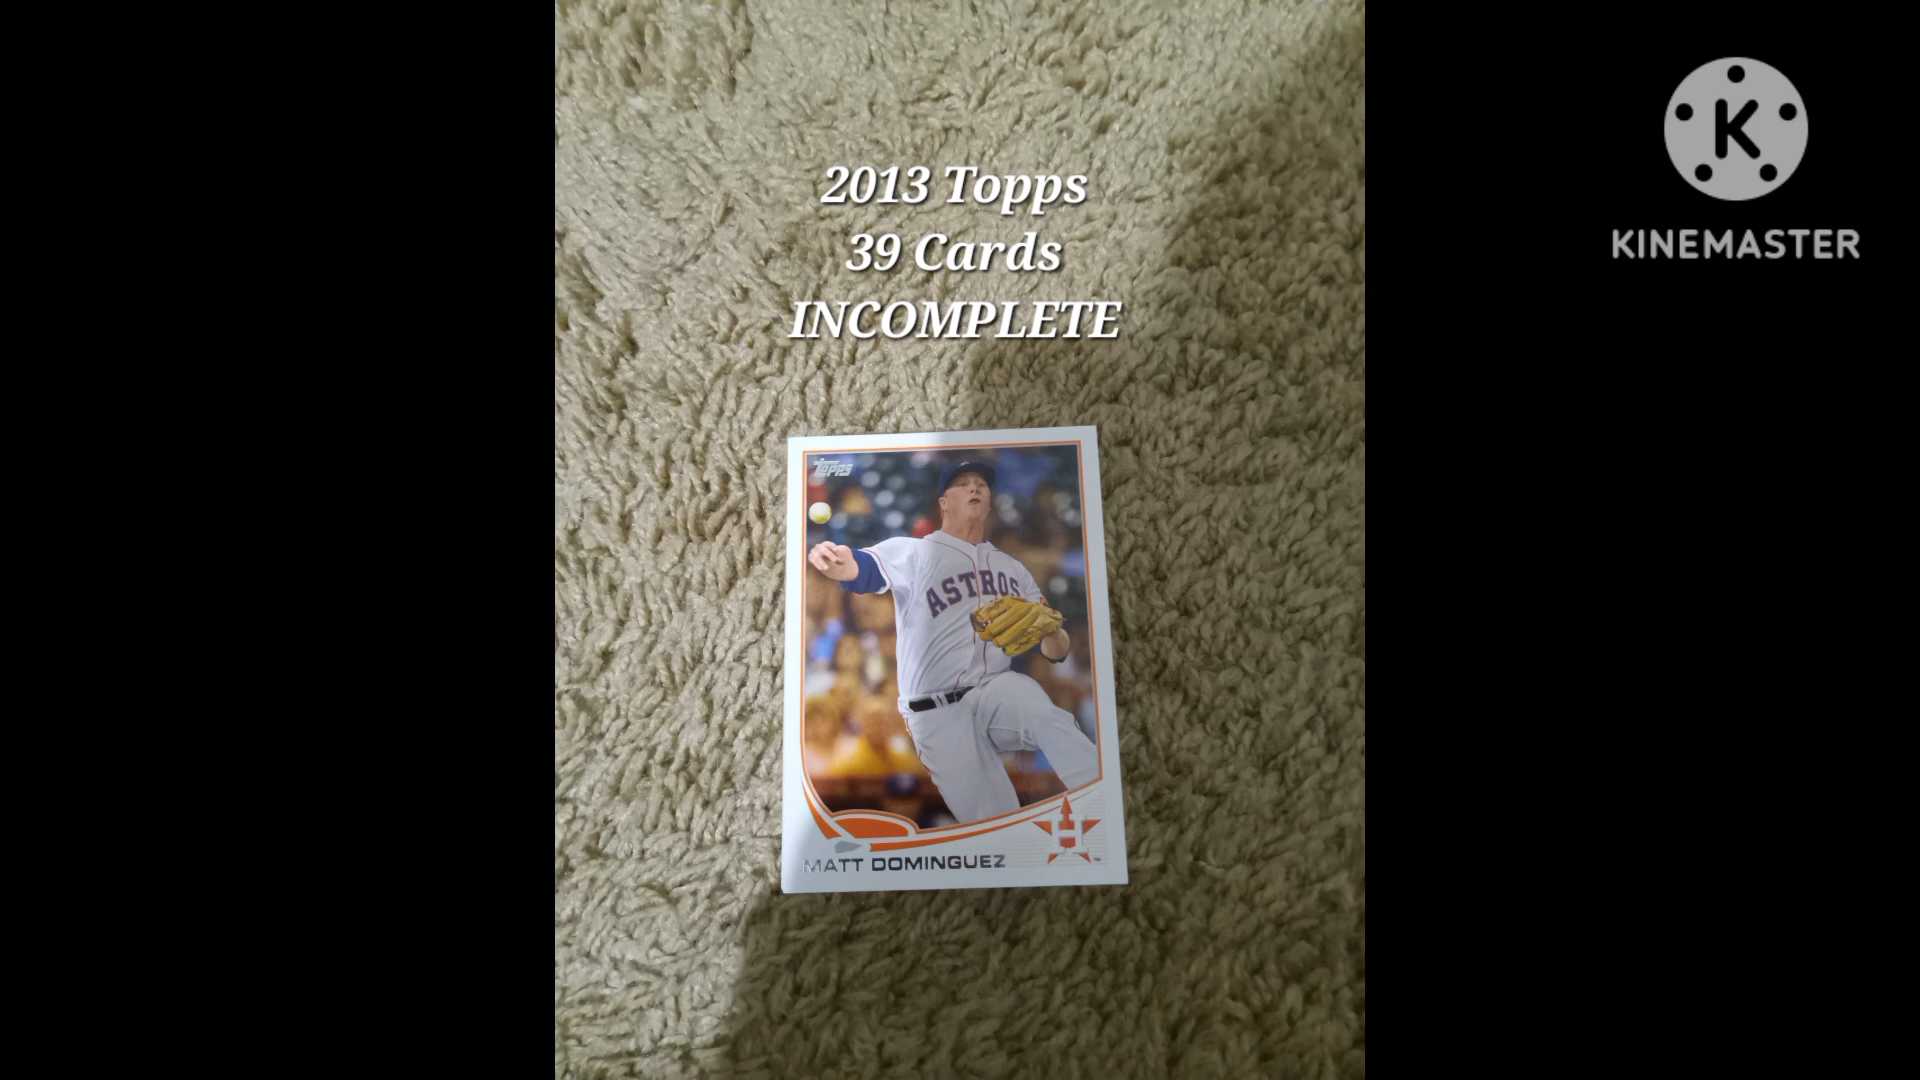 2013 Topps
39 Cards
INCOMPLETE
KINEMASTER
Topps
ASTROS
MATT DOMINGUEZ
H